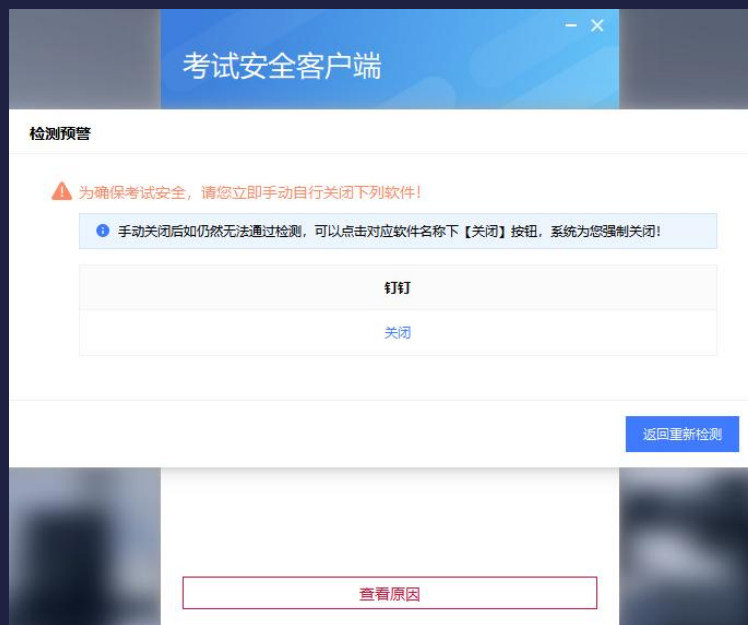 考试安全客户端
检测预警
为确保考试安全，请您立即手动自行关闭下列软件！
手动关闭后如仍然无法通过检测，可以点击对应软件名称下【关闭】按钮，系统为您强制关闭！
钉钉
关闭
返回重新检测
查看原因